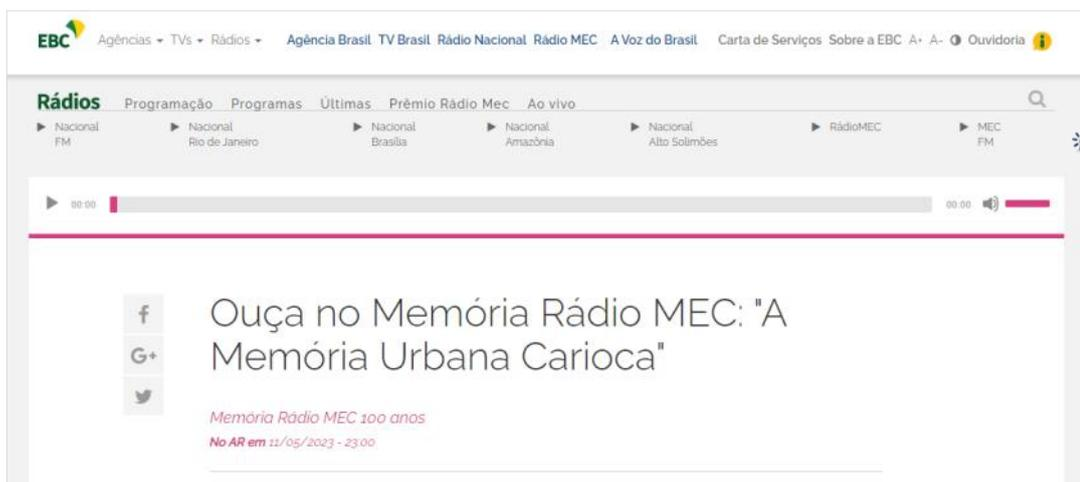 EBC Agências TVs Rádios Agência Brasil TV Brasil Rádio Nacional Rádio MEC A Voz do Brasil Carta de Serviços Sobre a EBC A+ A- Ouvidoria i
Rádios Programação Programas Últimas Prêmio Rádio Mec Ao vivo
Nacional FM
Nacional Rio de Janeiro
Nacional Brasília
Nacional Amazônia
Nacional Alto Solimões
RádioMEC
MEC FM
00:00 00:00
f
G+
Ouça no Memória Rádio MEC: "A
Memória Urbana Carioca"
Memória Rádio MEC 100 anos
No AR em 11/05/2023 - 23:00